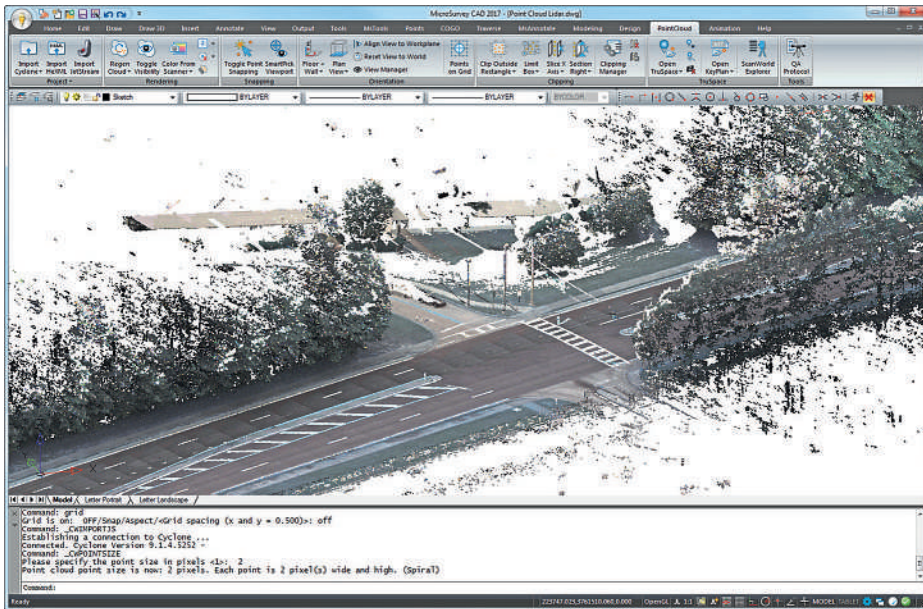 MicroSurvey CAD 2017 - [Point Cloud Lider.dwg]
Home Edit Draw Draw 3D Insert Annotate View Output Tools MsTools Points COGO Traverse MsAnnotate Modeling Design PointCloud Animation Help
Import Cyclone Import HeXML Import JetStream Regen Cloud Toggle Visibility Color From Scanner Toggle Point Snapping SmartPick Viewport Floor + Wall Plan View Align View to Workplane Reset View to World View Manager Points on Grid Clip Outside Rectangle Limit Box Slice X Axis Section Right Clipping Manager Open TruSpace Open KeyPlan ScanWorld Explorer QA Protocol
Project Rendering Snapping Orientation Clipping TruSpace Tools
Sketch BYLAYER BYLAYER BYLAYER BYCOLOR
X
Model Letter Portrait Letter Landscape
Command: grid
Grid is on: OFF/Snap/Aspect/<Grid spacing (x and y = 0.500)>: off
Command: _CWIMPORTJS
Establishing a connection to Cyclone ...
Connected. Cyclone Version 9.1.4.5252 -
Command: _CWPOINTSIZE
Please specify the point size in pixels <1>: 2
Point cloud point size is now: 2 pixels. Each point is 2 pixel(s) wide and high. (Spiral)
Command:
Ready OpenGL 1:1 MODEL TABLET